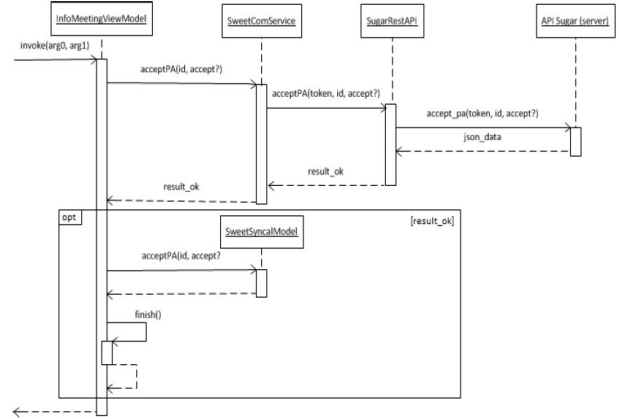 InfoMeetingViewModel
SweetComService
SugarRestAPI
API Sugar (server)
invoke(arg0, arg1)
acceptPA(id, accept?)
acceptPA(token, id, accept?)
accept_pa(token, id, accept?)
json_data
result_ok
result_ok
opt
[result_ok]
SweetSyncalModel
acceptPA(id, accept?
finish()